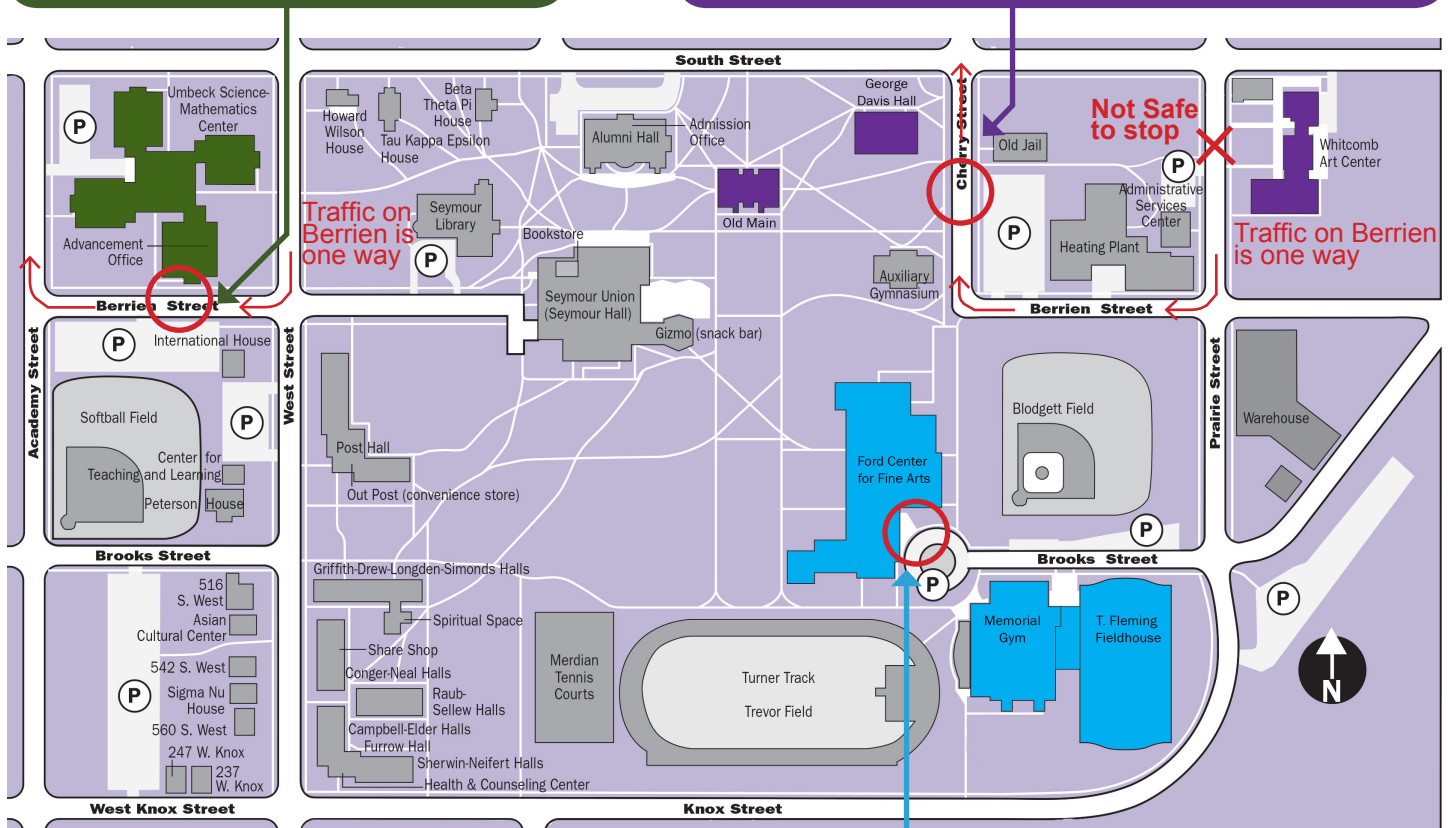 South Street
Umbeck Science-
Mathematics
Center
P
Advancement
Office
Howard
Wilson
House
Tau Kappa Epsilon
House
Beta
Theta Pi
House
Alumni Hall
Admission
Office
George
Davis Hall
Old Main
Cherry Street
Old Jail
Not Safe
to stop
P
Administrative
Services
Center
P
Heating Plant
Whitcomb
Art Center
Traffic on Berrien
is one way
Traffic on
Berrien is
one way
Seymour
Library
P
Bookstore
Seymour Union
(Seymour Hall)
Gizmo (snack bar)
Auxiliary
Gymnasium
Berrien Street
Berrien Street
P
International House
Academy Street
West Street
Prairie Street
Softball Field
P
Center for
Teaching and Learning
Peterson House
Post Hall
Out Post (convenience store)
Ford Center
for Fine Arts
Blodgett Field
Warehouse
P
Brooks Street
Brooks Street
P
P
516
S. West
Asian
Cultural Center
542 S. West
P
Sigma Nu
House
560 S. West
247 W. Knox
237
W. Knox
Griffith-Drew-Longden-Simonds Halls
Spiritual Space
Share Shop
Conger-Neal Halls
Raub-
Sellew Halls
Campbell-Elder Halls
Furrow Hall
Sherwin-Neifert Halls
Health & Counseling Center
Merdian
Tennis
Courts
Turner Track
Trevor Field
Memorial
Gym
T. Fleming
Fieldhouse
N
West Knox Street
Knox Street